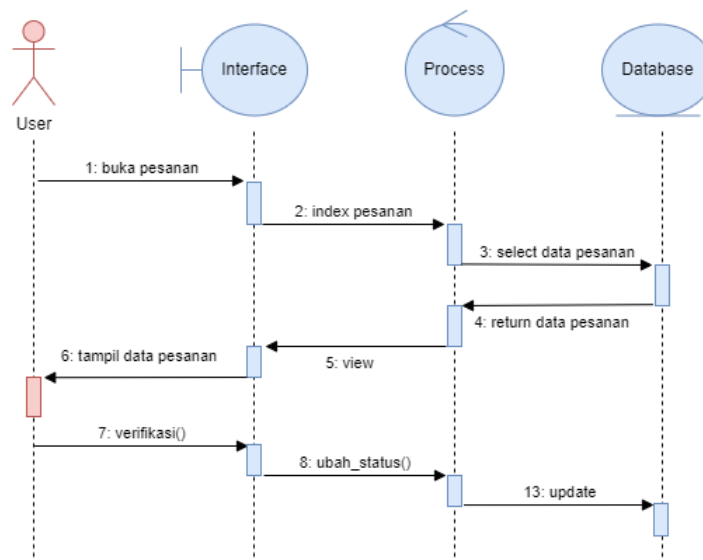 Interface
Process
Database
User
1: buka pesanan
2: index pesanan
3: select data pesanan
4: return data pesanan
5: view
6: tampil data pesanan
7: verifikasi()
8: ubah_status()
13: update